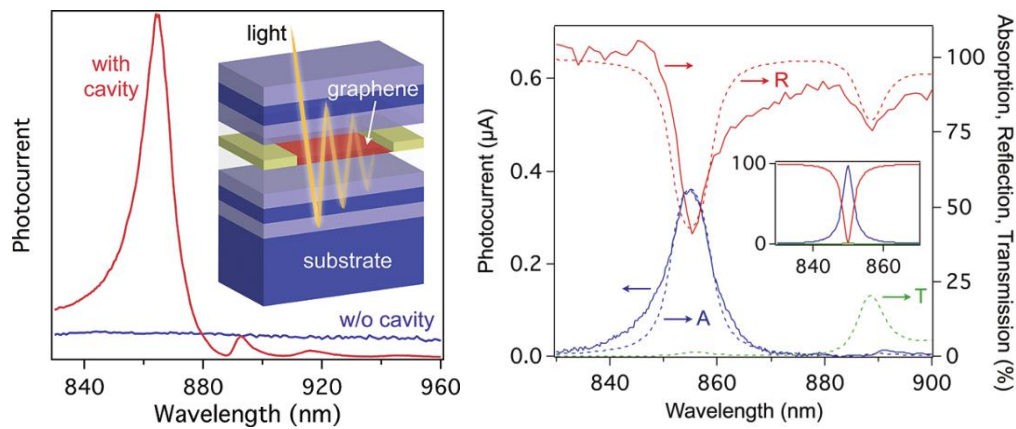 with
cavity
light
graphene
substrate
w/o cavity
Photocurrent
840
880
920
960
Wavelength (nm)
R
A
T
100
0
840
860
0.6
0.4
0.2
0.0
Photocurrent (μA)
100
75
50
25
0
Absorption, Reflection, Transmission (%)
840
860
880
900
Wavelength (nm)